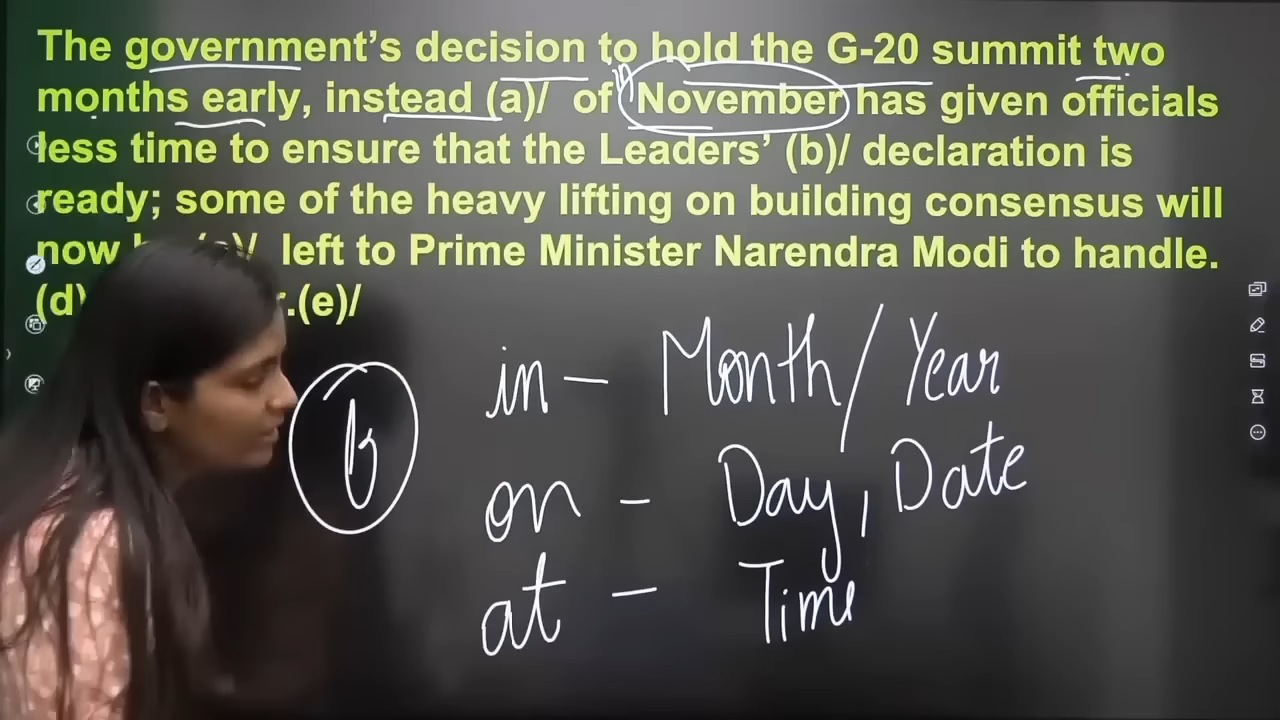 The government's decision to hold the G-20 summit two
months early, instead (a)/ of in November has given officials
less time to ensure that the Leaders' (b)/ declaration is
ready; some of the heavy lifting on building consensus will
now left to Prime Minister Narendra Modi to handle.
(d) .(e)/
b
in - Month/Year
on - Day, Date
at - Time